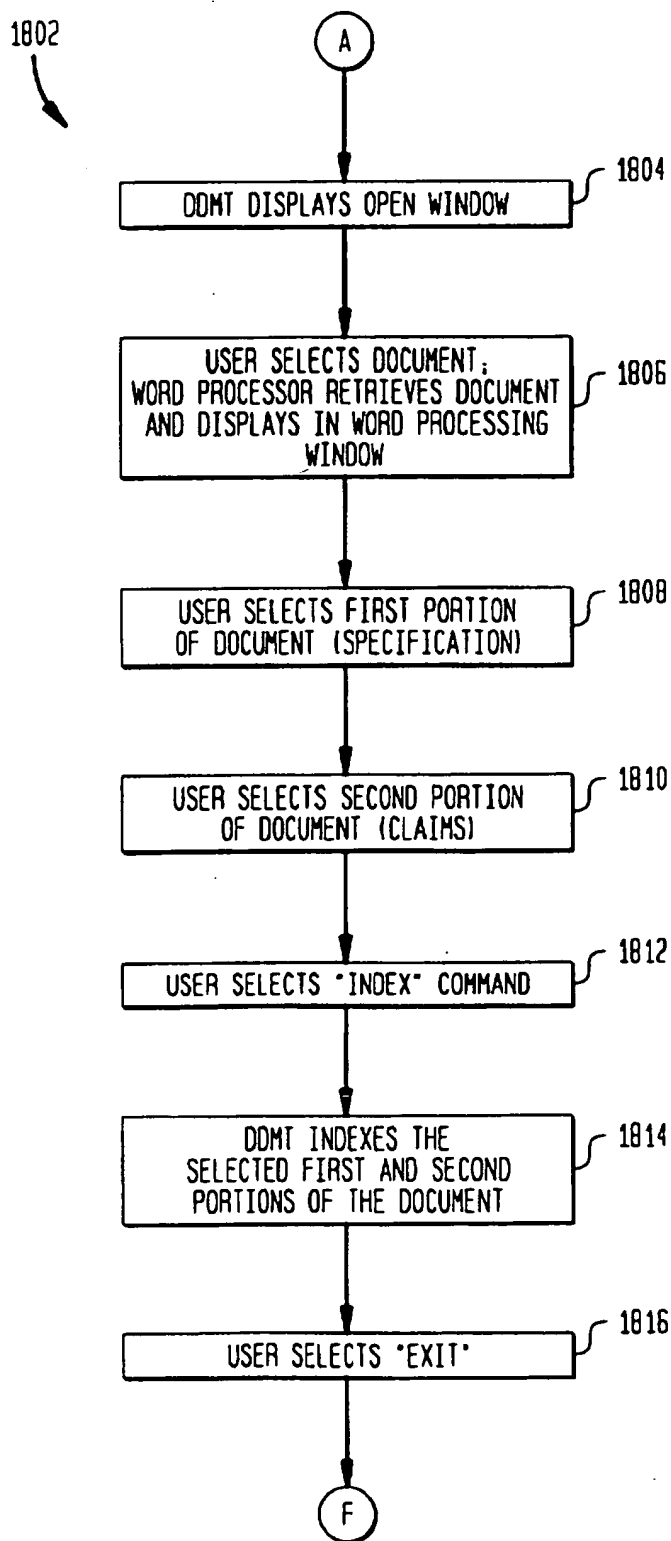 1802
A
1804
DDMT DISPLAYS OPEN WINDOW
1806
USER SELECTS DOCUMENT;
WORD PROCESSOR RETRIEVES DOCUMENT
AND DISPLAYS IN WORD PROCESSING
WINDOW
1808
USER SELECTS FIRST PORTION
OF DOCUMENT (SPECIFICATION)
1810
USER SELECTS SECOND PORTION
OF DOCUMENT (CLAIMS)
1812
USER SELECTS "INDEX" COMMAND
1814
DDMT INDEXES THE
SELECTED FIRST AND SECOND
PORTIONS OF THE DOCUMENT
1816
USER SELECTS "EXIT"
F